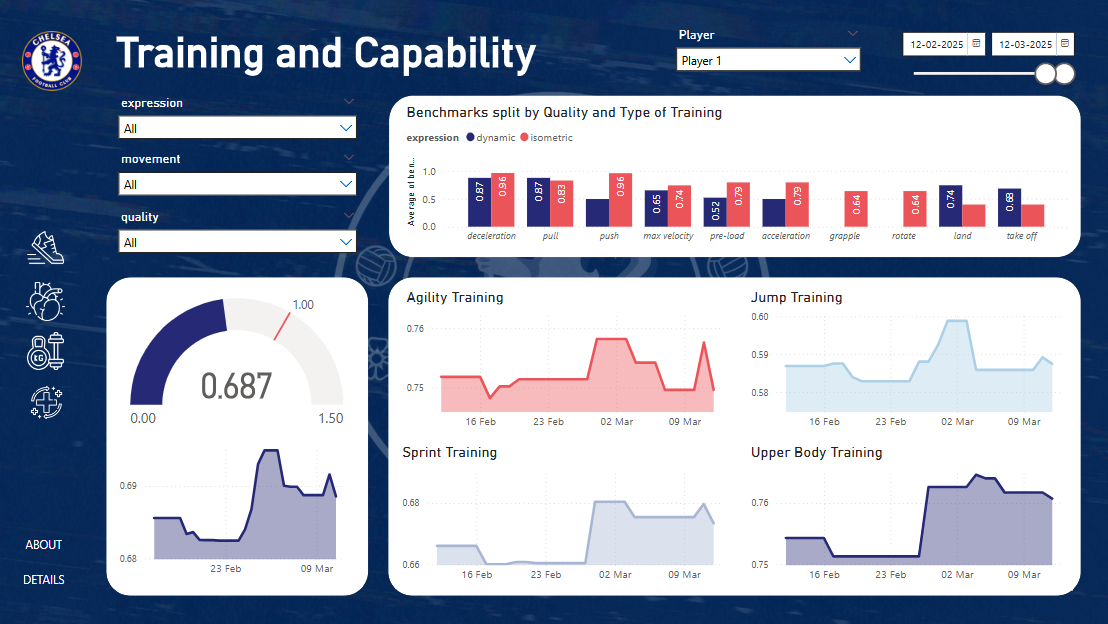 CHELSEA
FOOTBALL CLUB
Training and Capability
Player
Player 1
12-02-2025
12-03-2025
expression
All
movement
All
quality
All
Benchmarks split by Quality and Type of Training
expression dynamic isometric
Average of ben...
1.0
0.5
0.0
0.87
0.96
0.87
0.83
0.96
0.65
0.74
0.52
0.79
0.79
0.64
0.64
0.74
0.68
deceleration pull push max velocity pre-load acceleration grapple rotate land take off
1.00
0.687
0.00
1.50
0.69
0.68
23 Feb 09 Mar
Agility Training
0.76
0.75
16 Feb 23 Feb 02 Mar 09 Mar
Jump Training
0.60
0.59
0.58
16 Feb 23 Feb 02 Mar 09 Mar
Sprint Training
0.68
0.66
16 Feb 23 Feb 02 Mar 09 Mar
Upper Body Training
0.76
0.75
16 Feb 23 Feb 02 Mar 09 Mar
KG
ABOUT
DETAILS